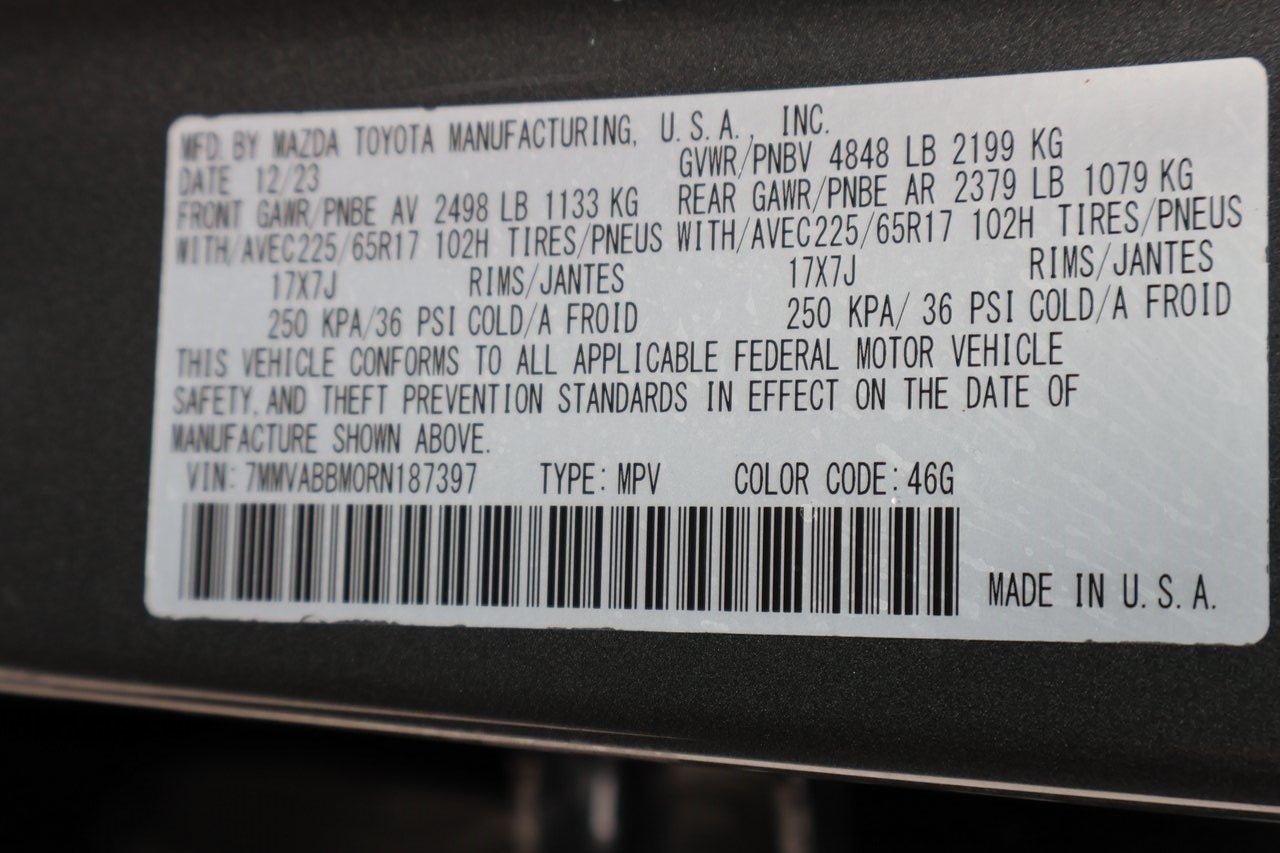 MFD. BY MAZDA TOYOTA MANUFACTURING, U.S.A., INC.
DATE 12/23 GVWR/PNBV 4848 LB 2199 KG
FRONT GAWR/PNBE AV 2498 LB 1133 KG REAR GAWR/PNBE AR 2379 LB 1079 KG
WITH/AVEC225/65R17 102H TIRES/PNEUS WITH/AVEC225/65R17 102H TIRES/PNEUS
17X7J RIMS/JANTES 17X7J RIMS/JANTES
250 KPA/36 PSI COLD/A FROID 250 KPA/ 36 PSI COLD/A FROID
THIS VEHICLE CONFORMS TO ALL APPLICABLE FEDERAL MOTOR VEHICLE
SAFETY, AND THEFT PREVENTION STANDARDS IN EFFECT ON THE DATE OF
MANUFACTURE SHOWN ABOVE.
VIN: 7MMVABBM0RN187397 TYPE: MPV COLOR CODE: 46G
MADE IN U.S.A.